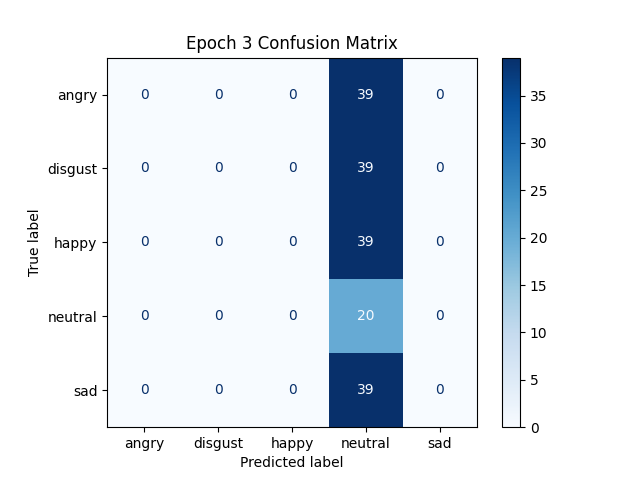 Epoch 3 Confusion Matrix
True label
angry 0 0 0 39 0
disgust 0 0 0 39 0
happy 0 0 0 39 0
neutral 0 0 0 20 0
sad 0 0 0 39 0
angry disgust happy neutral sad
Predicted label
35
30
25
20
15
10
5
0